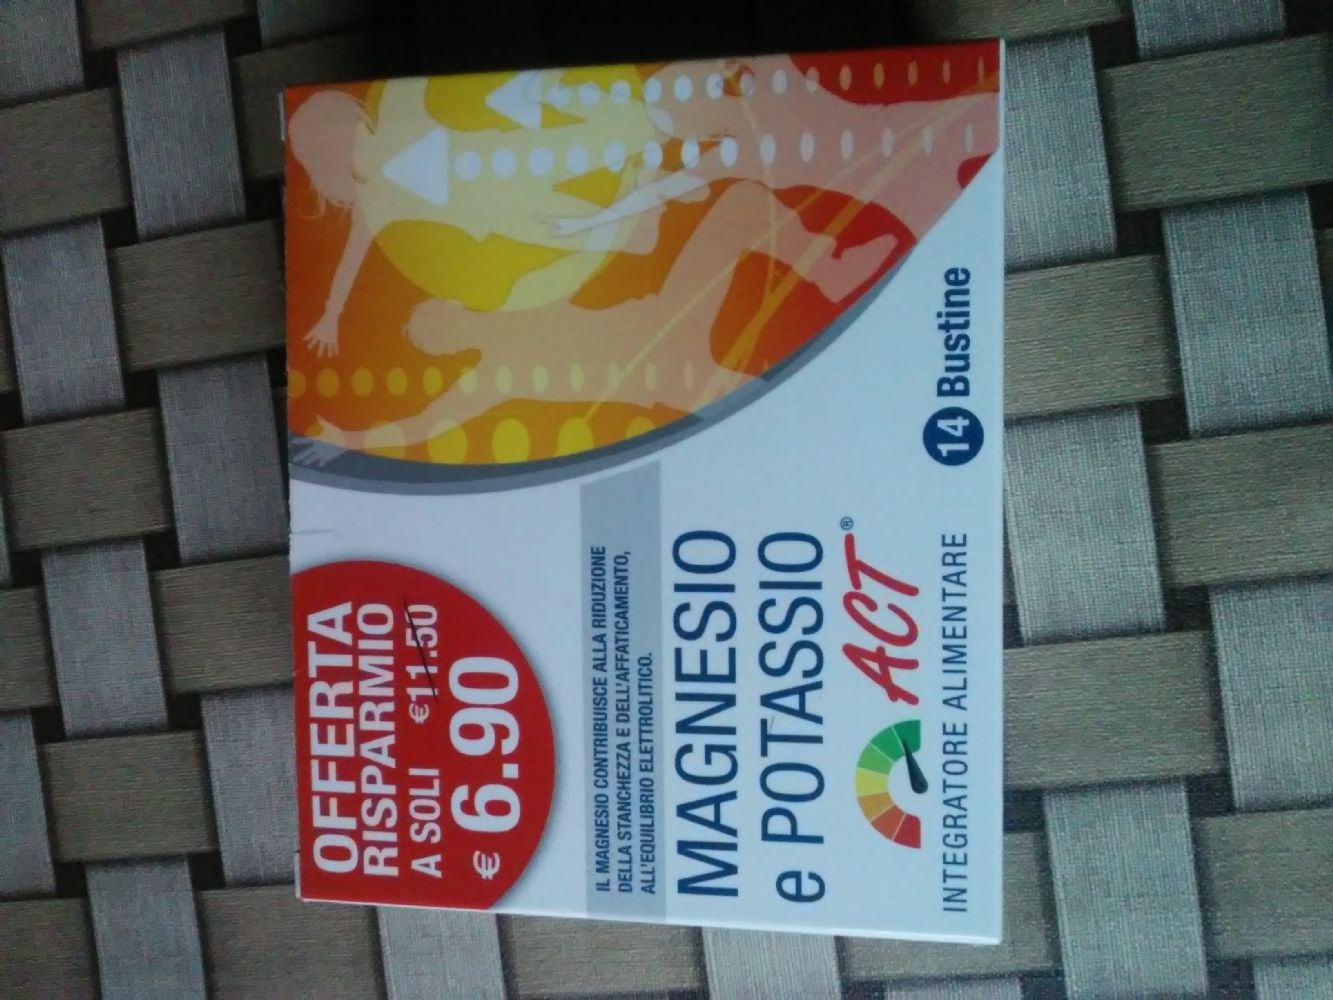 OFFERTA
RISPARMIO
A SOLI €11.50
€ 6.90
IL MAGNESIO CONTRIBUISCE ALLA RIDUZIONE
DELLA STANCHEZZA E DELL'AFFATICAMENTO,
ALL'EQUILIBRIO ELETTROLITICO.
MAGNESIO
e POTASSIO
ACT®
INTEGRATORE ALIMENTARE
14 Bustine